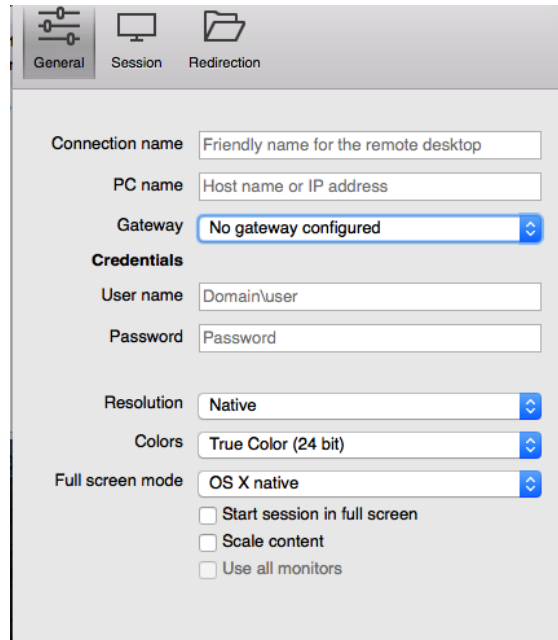 General Session Redirection
Connection name Friendly name for the remote desktop
PC name Host name or IP address
Gateway No gateway configured
Credentials
User name Domain\user
Password Password
Resolution Native
Colors True Color (24 bit)
Full screen mode OS X native
Start session in full screen
Scale content
Use all monitors